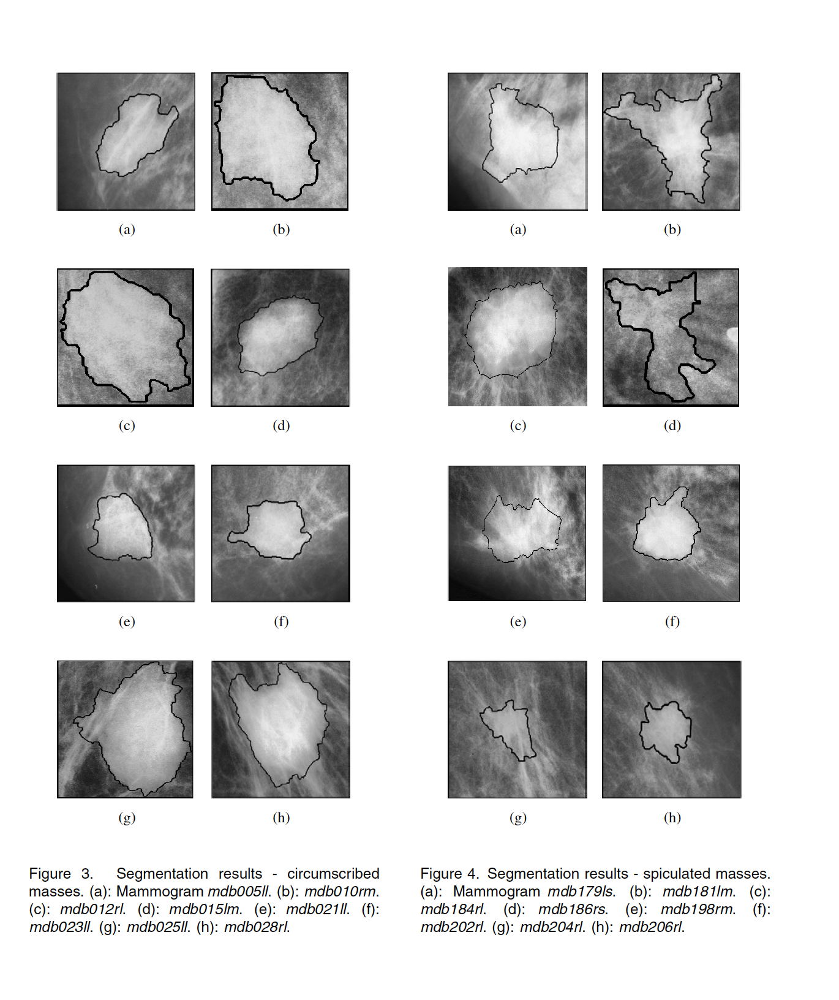 (a)
(b)
(c)
(d)
(e)
(f)
(g)
(h)
Figure 3. Segmentation results - circumscribed
masses. (a): Mammogram mdb005ll. (b): mdb010rm.
(c): mdb012rl. (d): mdb015lm. (e): mdb021ll. (f):
mdb023ll. (g): mdb025ll. (h): mdb028rl.
(a)
(b)
(c)
(d)
(e)
(f)
(g)
(h)
Figure 4. Segmentation results - spiculated masses.
(a): Mammogram mdb179ls. (b): mdb181lm. (c):
mdb184rl. (d): mdb186rs. (e): mdb198rm. (f):
mdb202rl. (g): mdb204rl. (h): mdb206rl.